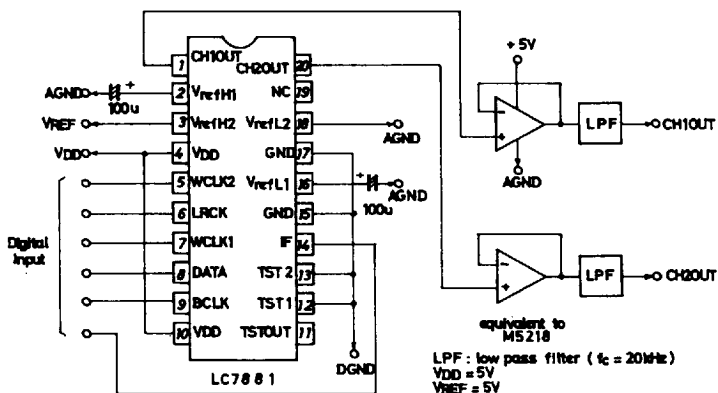 +5V
1 CH1OUT
CH2OUT 20
AGND + 100u 2 VrefH1
NC 19
VREF 3 VrefH2
VrefL2 18 AGND
VDD 4 VDD
GND 17
5 WCLK2
VrefL1 16 + 100u AGND
6 LRCK
GND 15
Digital Input
7 WCLK1
IF 14
8 DATA
TST2 13
9 BCLK
TST1 12
10 VDD
TSTOUT 11
LC7881
DGND
-
+
AGND
LPF
CH1OUT
-
+
LPF
CH2OUT
equivalent to
M5218
LPF : low pass filter ( fc = 20kHz )
VDD = 5V
VREF = 5V